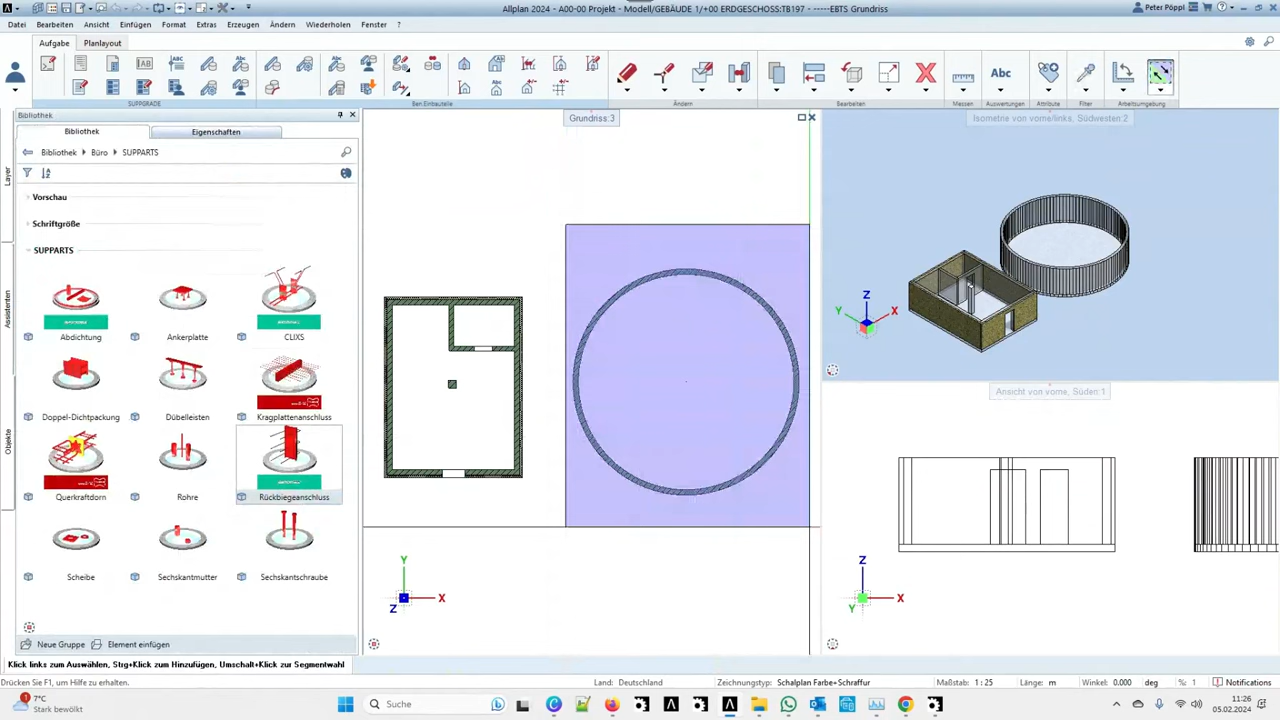 Allplan 2024 - A00-00 Projekt - Modell/GEBÄUDE 1/+00 ERDGESCHOSS:TB197 - -----EBTS Grundriss
Peter Pöppl
Datei Bearbeiten Ansicht Einfügen Format Extras Erzeugen Ändern Wiederholen Fenster ?
Aufgabe Planlayout
Abc
SUPPGRADE Ben.Einbauteile Ändern Bearbeiten Messen Auswertungen Attribute Filter Arbeitsumgebung
Bibliothek
Bibliothek Eigenschaften
Bibliothek Büro SUPPARTS
Vorschau
Schriftgröße
SUPPARTS
Abdichtung Ankerplatte CLIXS
Doppel-Dichtpackung Dübelleisten Kragplattenanschluss
Querkraftdorn Rohre Rückbiegeanschluss
Scheibe Sechskantmutter Sechskantschraube
Neue Gruppe Element einfügen
Layer
Assistenten
Objekte
Grundriss:3
Y
Z X
Isometrie von vorne/links, Südwesten:2
Z
Y X
Ansicht von vorne, Süden:1
Z
X
Y
Klick links zum Auswählen, Strg+Klick zum Hinzufügen, Umschalt+Klick zur Segmentwahl
Drücken Sie F1, um Hilfe zu erhalten. Land: Deutschland Zeichnungstyp: Schalplan Farbe+Schraffur Maßstab: 1 : 25 Länge: m Winkel: 0.000 deg %: 1 Notifications
7°C
Stark bewölkt
Suche
11:26
05.02.2024